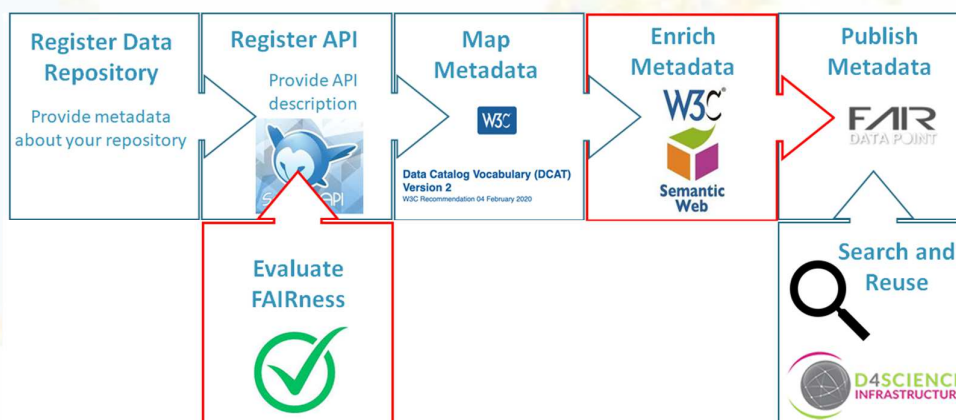 Register Data
Repository
Provide metadata
about your repository
Register API
Provide API
description
Map
Metadata
W3C
Data Catalog Vocabulary (DCAT)
Version 2
W3C Recommendation 04 February 2020
Enrich
Metadata
W3C®
Semantic
Web
Publish
Metadata
FAIR
DATA POINT
Evaluate
FAIRness
Search and
Reuse
D4SCIENCE
INFRASTRUCTUR